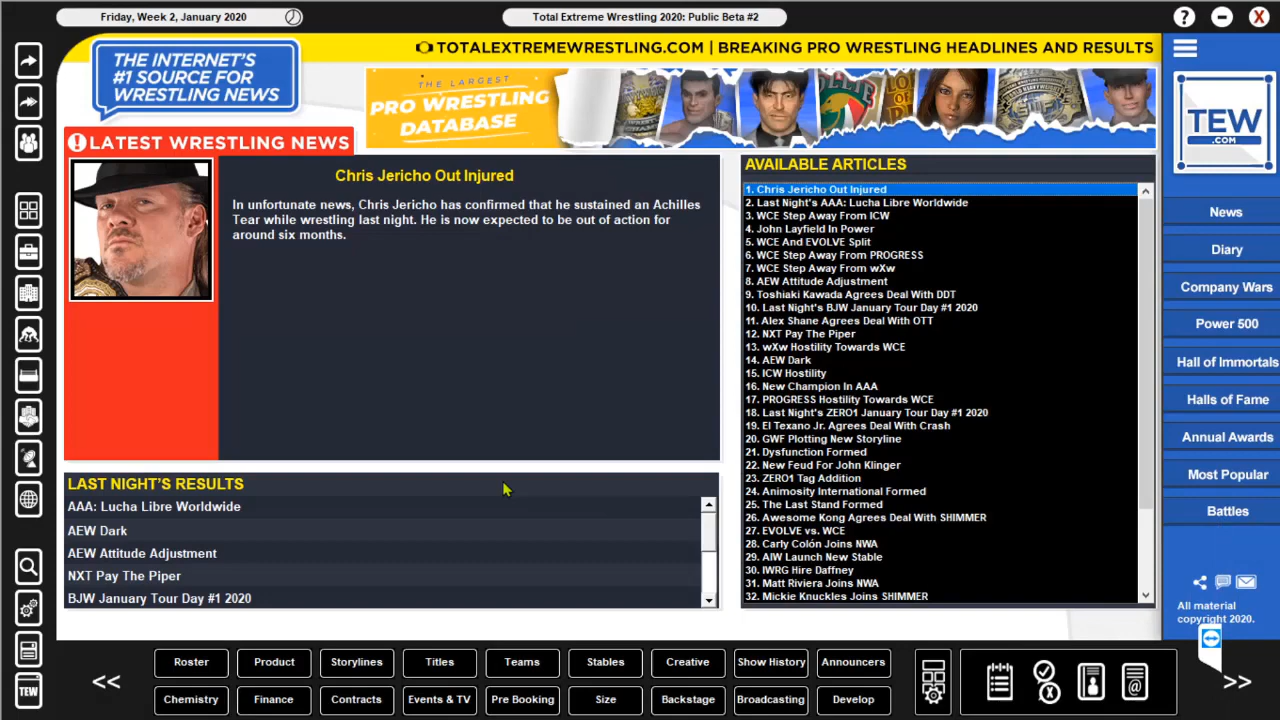 Friday, Week 2, January 2020
Total Extreme Wrestling 2020: Public Beta #2
?
X
THE INTERNET'S
#1 SOURCE FOR
WRESTLING NEWS
TOTALEXTREMEWRESTLING.COM | BREAKING PRO WRESTLING HEADLINES AND RESULTS
THE LARGEST
PRO WRESTLING
DATABASE
TEW
.COM
! LATEST WRESTLING NEWS
Chris Jericho Out Injured
In unfortunate news, Chris Jericho has confirmed that he sustained an Achilles
Tear while wrestling last night. He is now expected to be out of action for
around six months.
LAST NIGHT'S RESULTS
AAA: Lucha Libre Worldwide
AEW Dark
AEW Attitude Adjustment
NXT Pay The Piper
BJW January Tour Day #1 2020
AVAILABLE ARTICLES
1. Chris Jericho Out Injured
2. Last Night's AAA: Lucha Libre Worldwide
3. WCE Step Away From ICW
4. John Layfield In Power
5. WCE And EVOLVE Split
6. WCE Step Away From PROGRESS
7. WCE Step Away From wXw
8. AEW Attitude Adjustment
9. Toshiaki Kawada Agrees Deal With DDT
10. Last Night's BJW January Tour Day #1 2020
11. Alex Shane Agrees Deal With OTT
12. NXT Pay The Piper
13. wXw Hostility Towards WCE
14. AEW Dark
15. ICW Hostility
16. New Champion In AAA
17. PROGRESS Hostility Towards WCE
18. Last Night's ZERO1 January Tour Day #1 2020
19. El Texano Jr. Agrees Deal With Crash
20. GWF Plotting New Storyline
21. Dysfunction Formed
22. New Feud For John Klinger
23. ZERO1 Tag Addition
24. Animosity International Formed
25. The Last Stand Formed
26. Awesome Kong Agrees Deal With SHIMMER
27. EVOLVE vs. WCE
28. Carly Colón Joins NWA
29. AIW Launch New Stable
30. IWRG Hire Daffney
31. Matt Riviera Joins NWA
32. Mickie Knuckles Joins SHIMMER
News
Diary
Company Wars
Power 500
Hall of Immortals
Halls of Fame
Annual Awards
Most Popular
Battles
All material
copyright 2020.
TEW
<<
Roster
Product
Storylines
Titles
Teams
Stables
Creative
Show History
Announcers
Chemistry
Finance
Contracts
Events & TV
Pre Booking
Size
Backstage
Broadcasting
Develop
@
>>